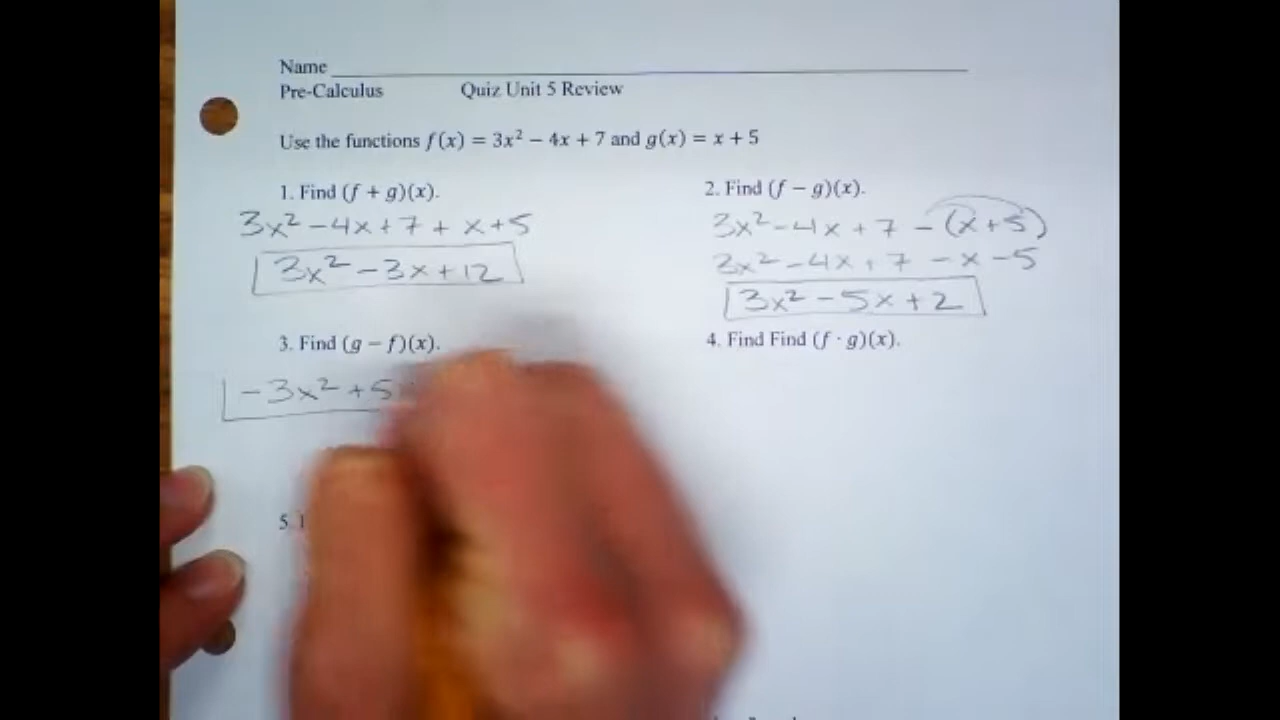 Name
Pre-Calculus Quiz Unit 5 Review
Use the functions f(x) = 3x² − 4x + 7 and g(x) = x + 5
1. Find (f + g)(x).
3x² − 4x + 7 + x + 5
3x² − 3x + 12
2. Find (f − g)(x).
3x² − 4x + 7 − (x + 5)
3x² − 4x + 7 − x − 5
3x² − 5x + 2
3. Find (g − f)(x).
−3x² + 5
4. Find Find (f · g)(x).
5.